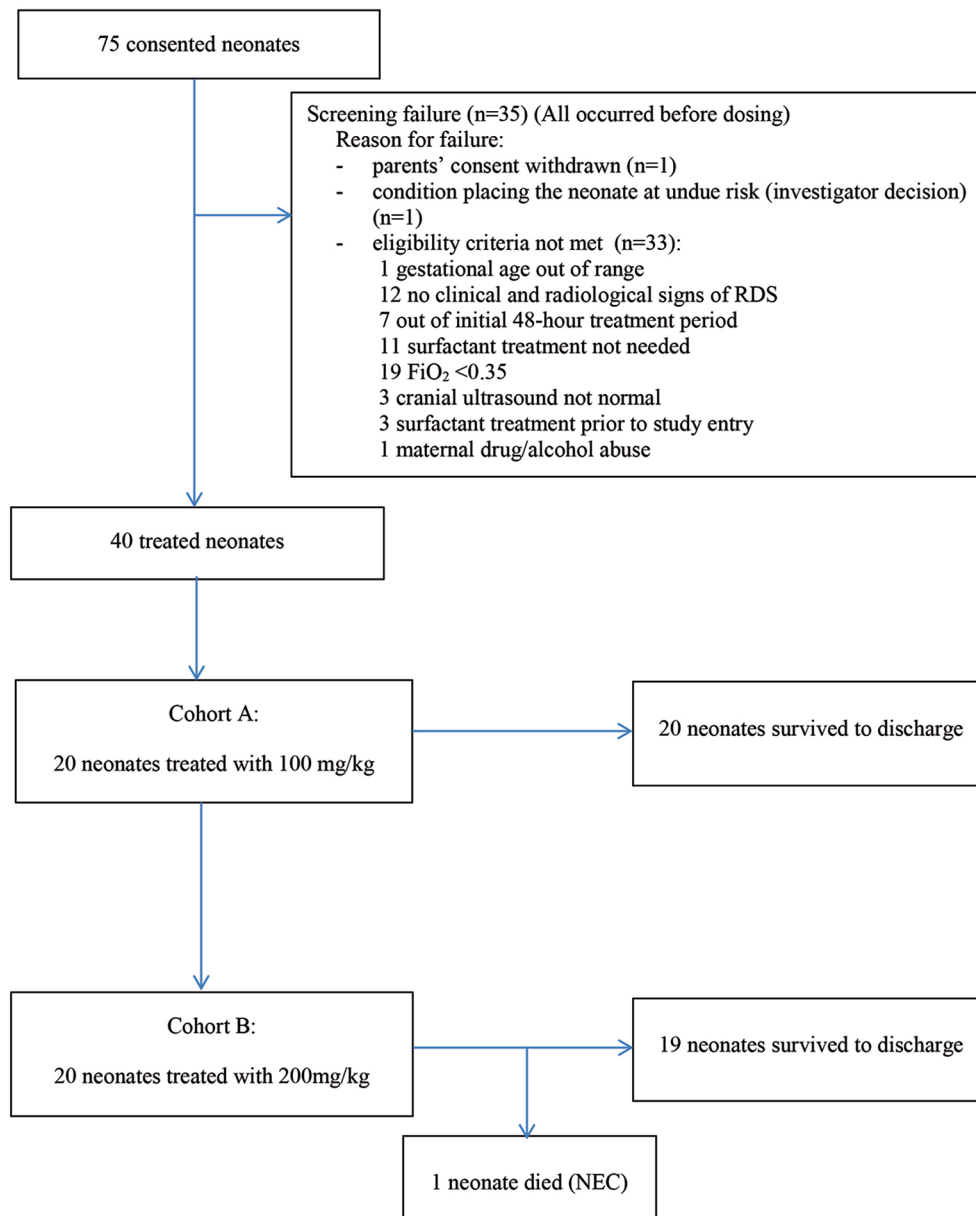 75 consented neonates
Screening failure (n=35) (All occurred before dosing)
Reason for failure:
- parents’ consent withdrawn (n=1)
- condition placing the neonate at undue risk (investigator decision)
(n=1)
- eligibility criteria not met (n=33):
1 gestational age out of range
12 no clinical and radiological signs of RDS
7 out of initial 48-hour treatment period
11 surfactant treatment not needed
19 FiO₂ <0.35
3 cranial ultrasound not normal
3 surfactant treatment prior to study entry
1 maternal drug/alcohol abuse
40 treated neonates
Cohort A:
20 neonates treated with 100 mg/kg
20 neonates survived to discharge
Cohort B:
20 neonates treated with 200mg/kg
19 neonates survived to discharge
1 neonate died (NEC)